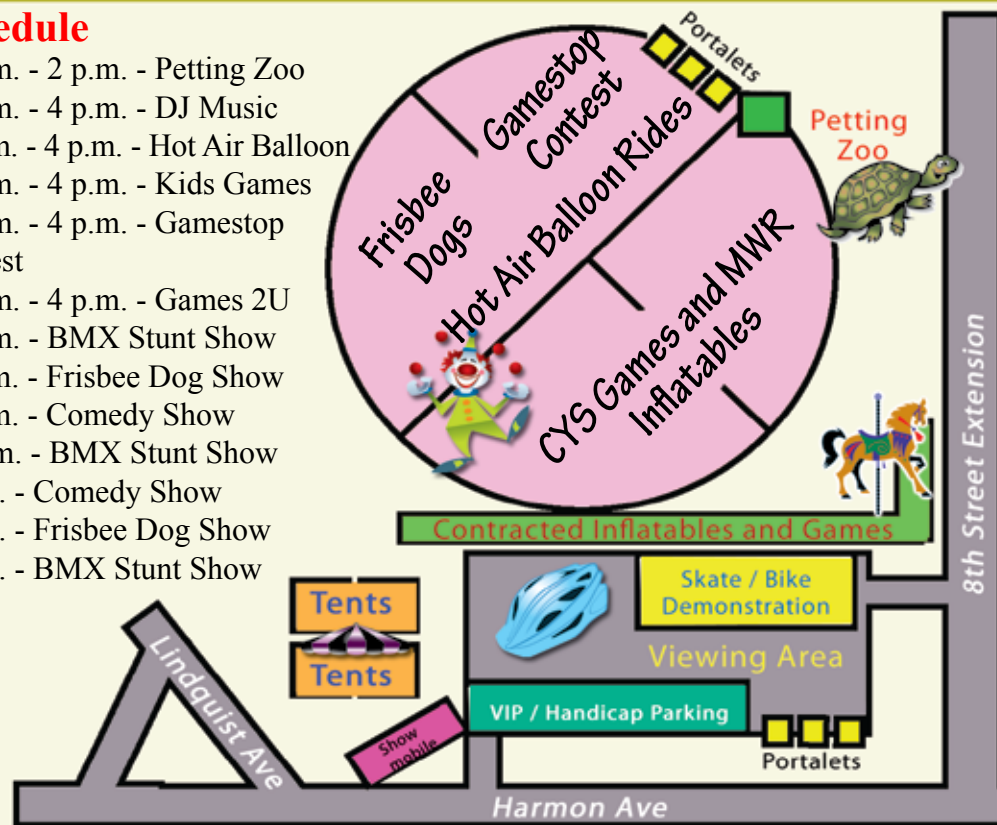 edule
m. - 2 p.m. - Petting Zoo
m. - 4 p.m. - DJ Music
m. - 4 p.m. - Hot Air Balloon
m. - 4 p.m. - Kids Games
m. - 4 p.m. - Gamestop
est
m. - 4 p.m. - Games 2U
m. - BMX Stunt Show
m. - Frisbee Dog Show
m. - Comedy Show
m. - BMX Stunt Show
. - Comedy Show
. - Frisbee Dog Show
. - BMX Stunt Show
Portalets
Gamestop
Contest
Frisbee
Dogs
Hot Air Balloon Rides
CYS Games and MWR
Inflatables
Petting
Zoo
8th Street Extension
Contracted Inflatables and Games
Skate / Bike
Demonstration
Viewing Area
Tents
Tents
VIP / Handicap Parking
Show
mobile
Portalets
Lindquist Ave
Harmon Ave